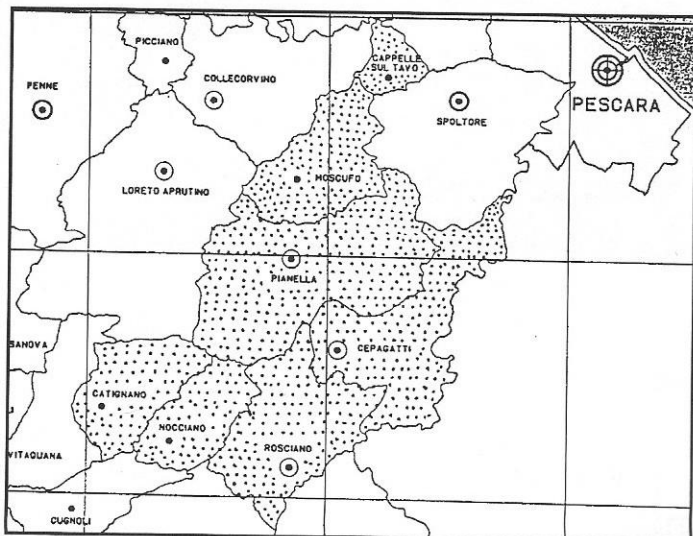 PICCIANO
CAPPELLE
SUL TAVO
PENNE
COLLECORVINO
PESCARA
SPOLTORE
LORETO APRUTINO
MOSCUFO
PIANELLA
SANOVA
CEPAGATTI
CATIGNANO
NOCCIANO
VITAQUANA
ROSCIANO
CUGNOLI